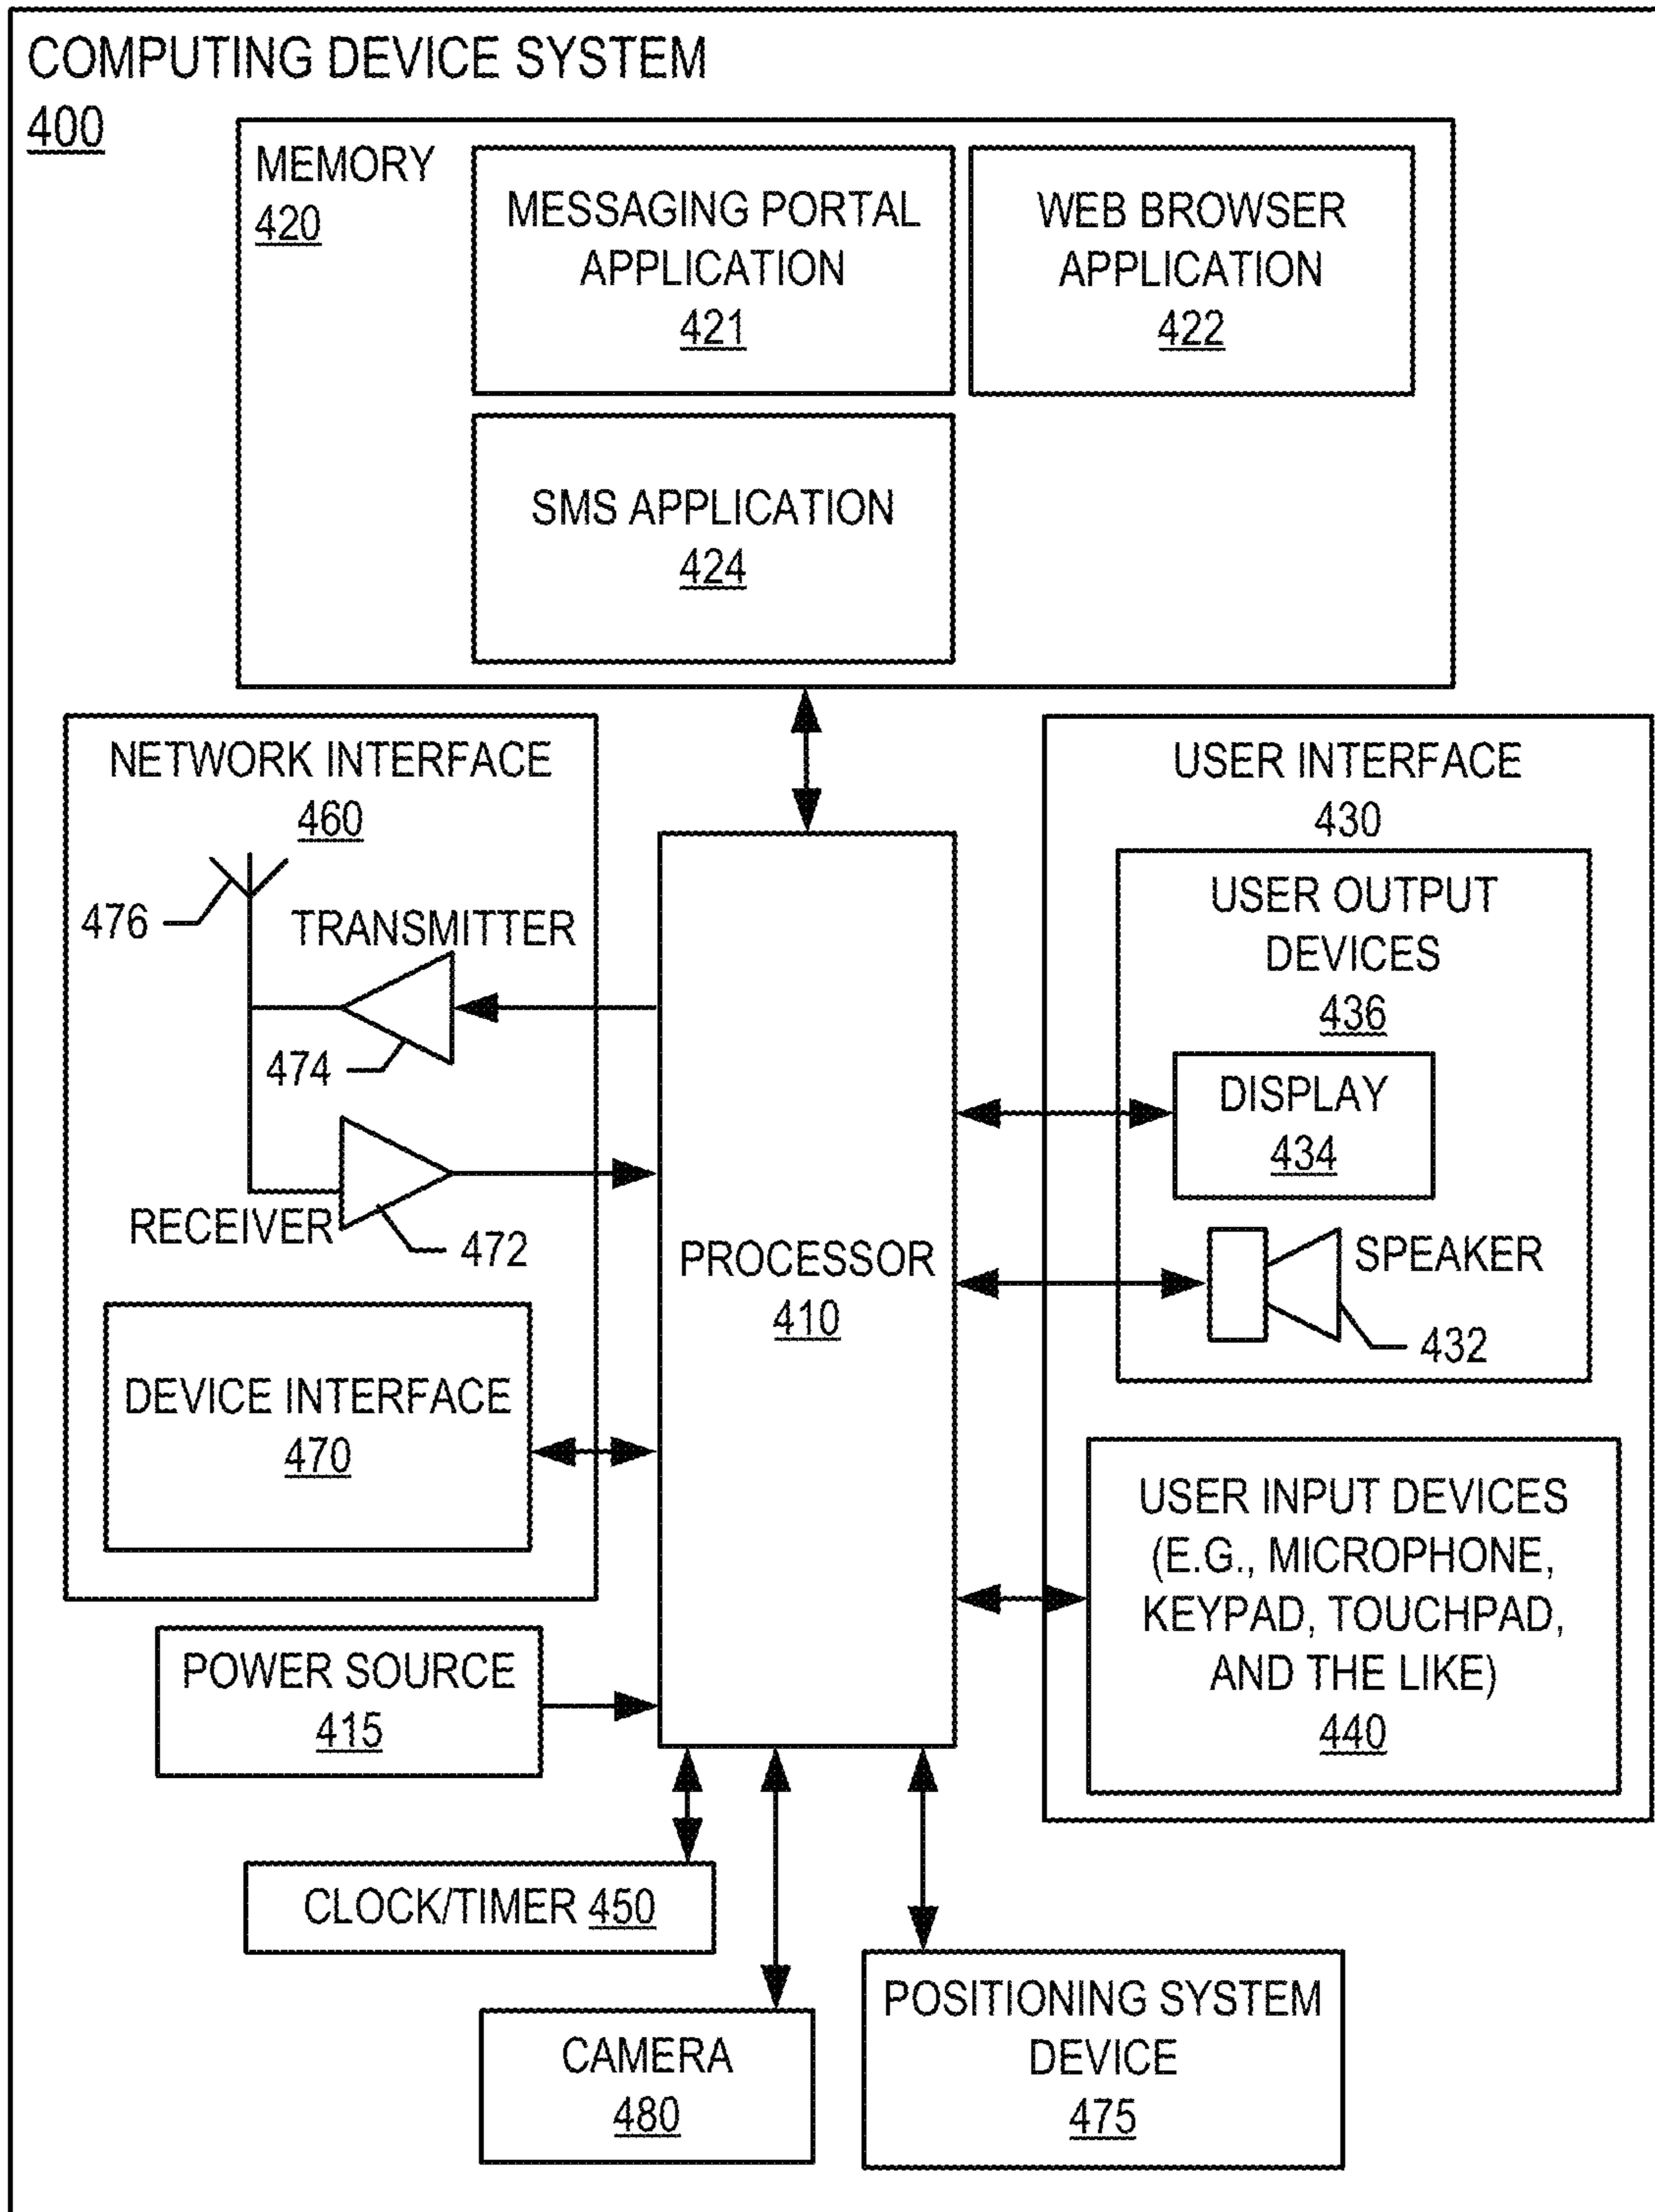 COMPUTING DEVICE SYSTEM
400
MEMORY
420
MESSAGING PORTAL
APPLICATION
421
WEB BROWSER
APPLICATION
422
SMS APPLICATION
424
NETWORK INTERFACE
460
476
TRANSMITTER
474
RECEIVER
472
DEVICE INTERFACE
470
PROCESSOR
410
USER INTERFACE
430
USER OUTPUT
DEVICES
436
DISPLAY
434
SPEAKER
432
USER INPUT DEVICES
(E.G., MICROPHONE,
KEYPAD, TOUCHPAD,
AND THE LIKE)
440
POWER SOURCE
415
CLOCK/TIMER 450
CAMERA
480
POSITIONING SYSTEM
DEVICE
475